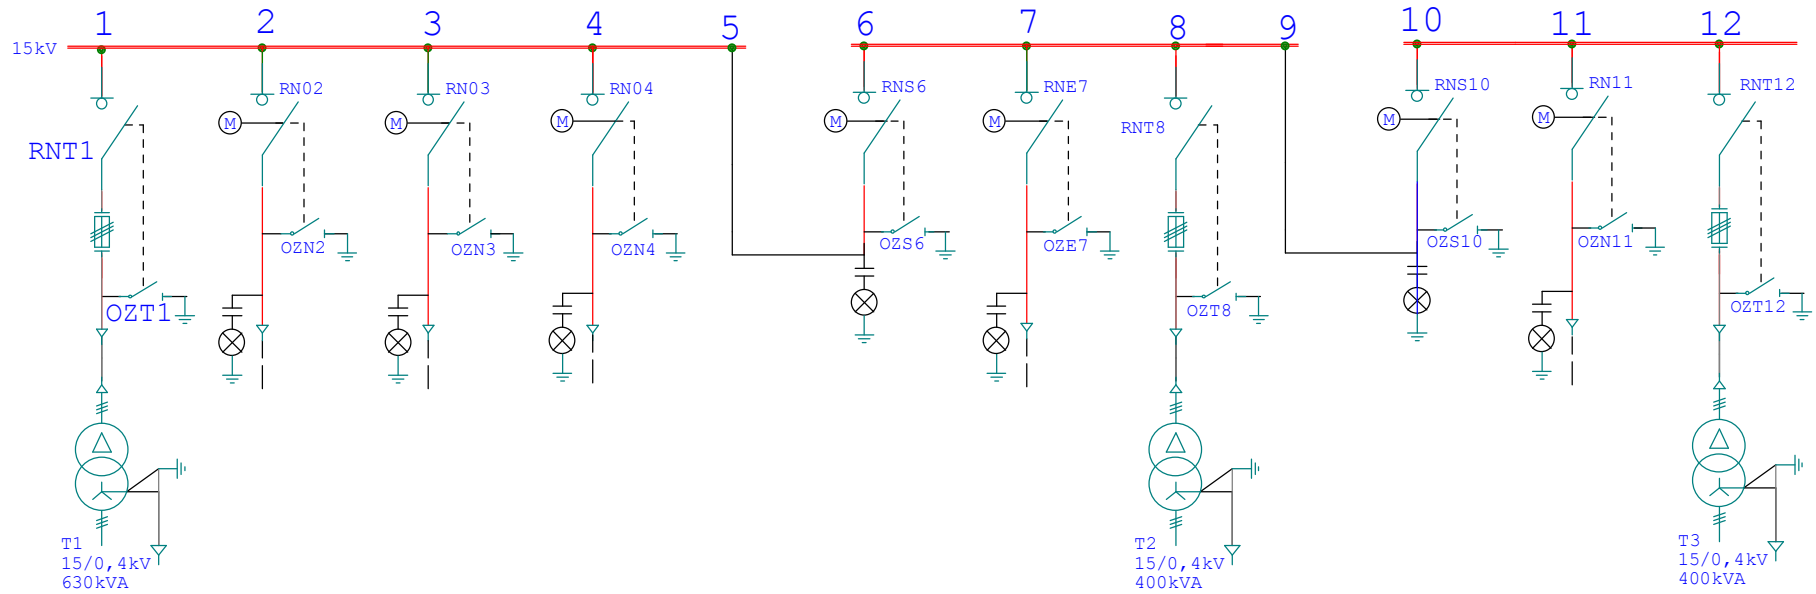 1 2 3 4 5 6 7 8 9 10 11 12
15kV
RNT1
RN02
RN03
RN04
RNS6
RNE7
RNT8
RNS10
RN11
RNT12
M M M M M M M
OZT1
OZN2
OZN3
OZN4
OZS6
OZE7
OZT8
OZS10
OZN11
OZT12
T1
15/0,4kV
630kVA
T2
15/0,4kV
400kVA
T3
15/0,4kV
400kVA